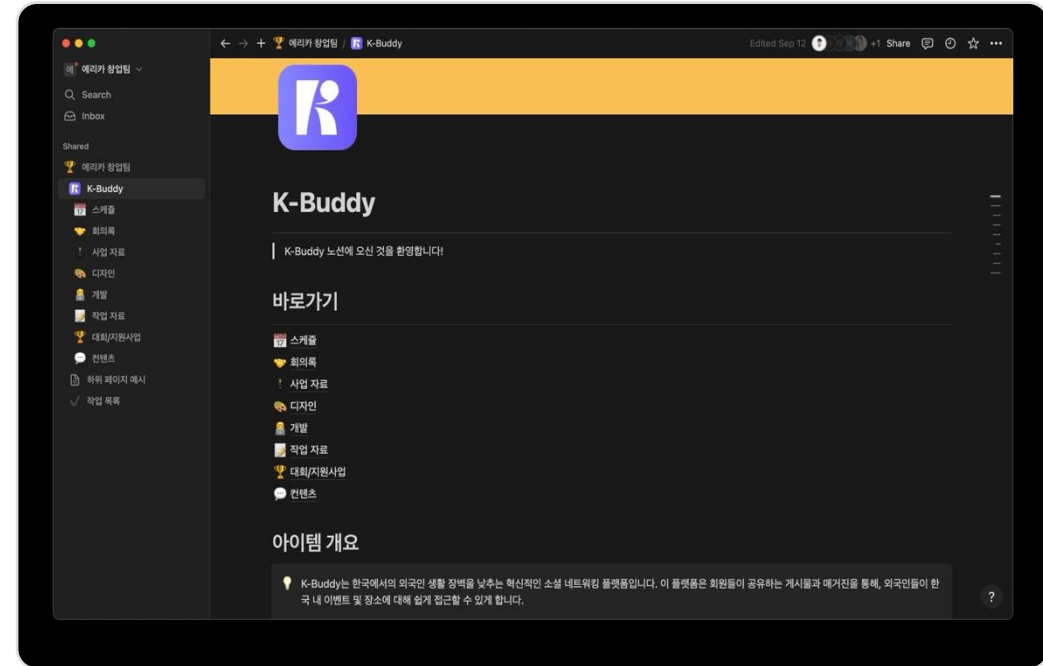 에리카 창업팀 / K-Buddy
Edited Sep 12
+1 Share
에리카 창업팀
Search
Inbox
Shared
에리카 창업팀
K-Buddy
스케줄
회의록
사업 자료
디자인
개발
작업 자료
대회/지원사업
컨텐츠
하위 페이지 예시
작업 목록
K-Buddy
K-Buddy 노션에 오신 것을 환영합니다!
바로가기
스케줄
회의록
사업 자료
디자인
개발
작업 자료
대회/지원사업
컨텐츠
아이템 개요
K-Buddy는 한국에서의 외국인 생활 장벽을 낮추는 혁신적인 소셜 네트워킹 플랫폼입니다. 이 플랫폼은 회원들이 공유하는 게시물과 매거진을 통해, 외국인들이 한
국 내 이벤트 및 장소에 대해 쉽게 접근할 수 있게 합니다.
?